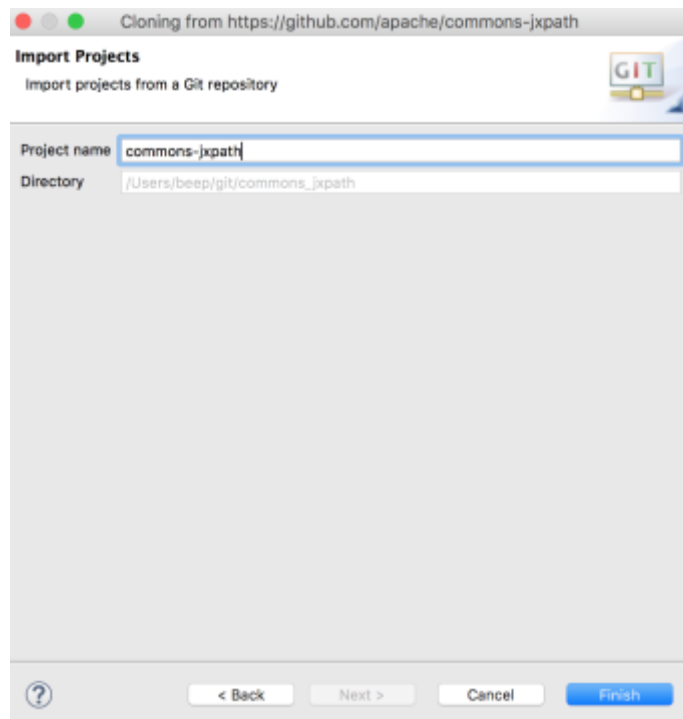 Cloning from https://github.com/apache/commons-jxpath
Import Projects
Import projects from a Git repository
GIT
Project name commons-jxpath
Directory /Users/beep/git/commons_jxpath
? < Back Next > Cancel Finish